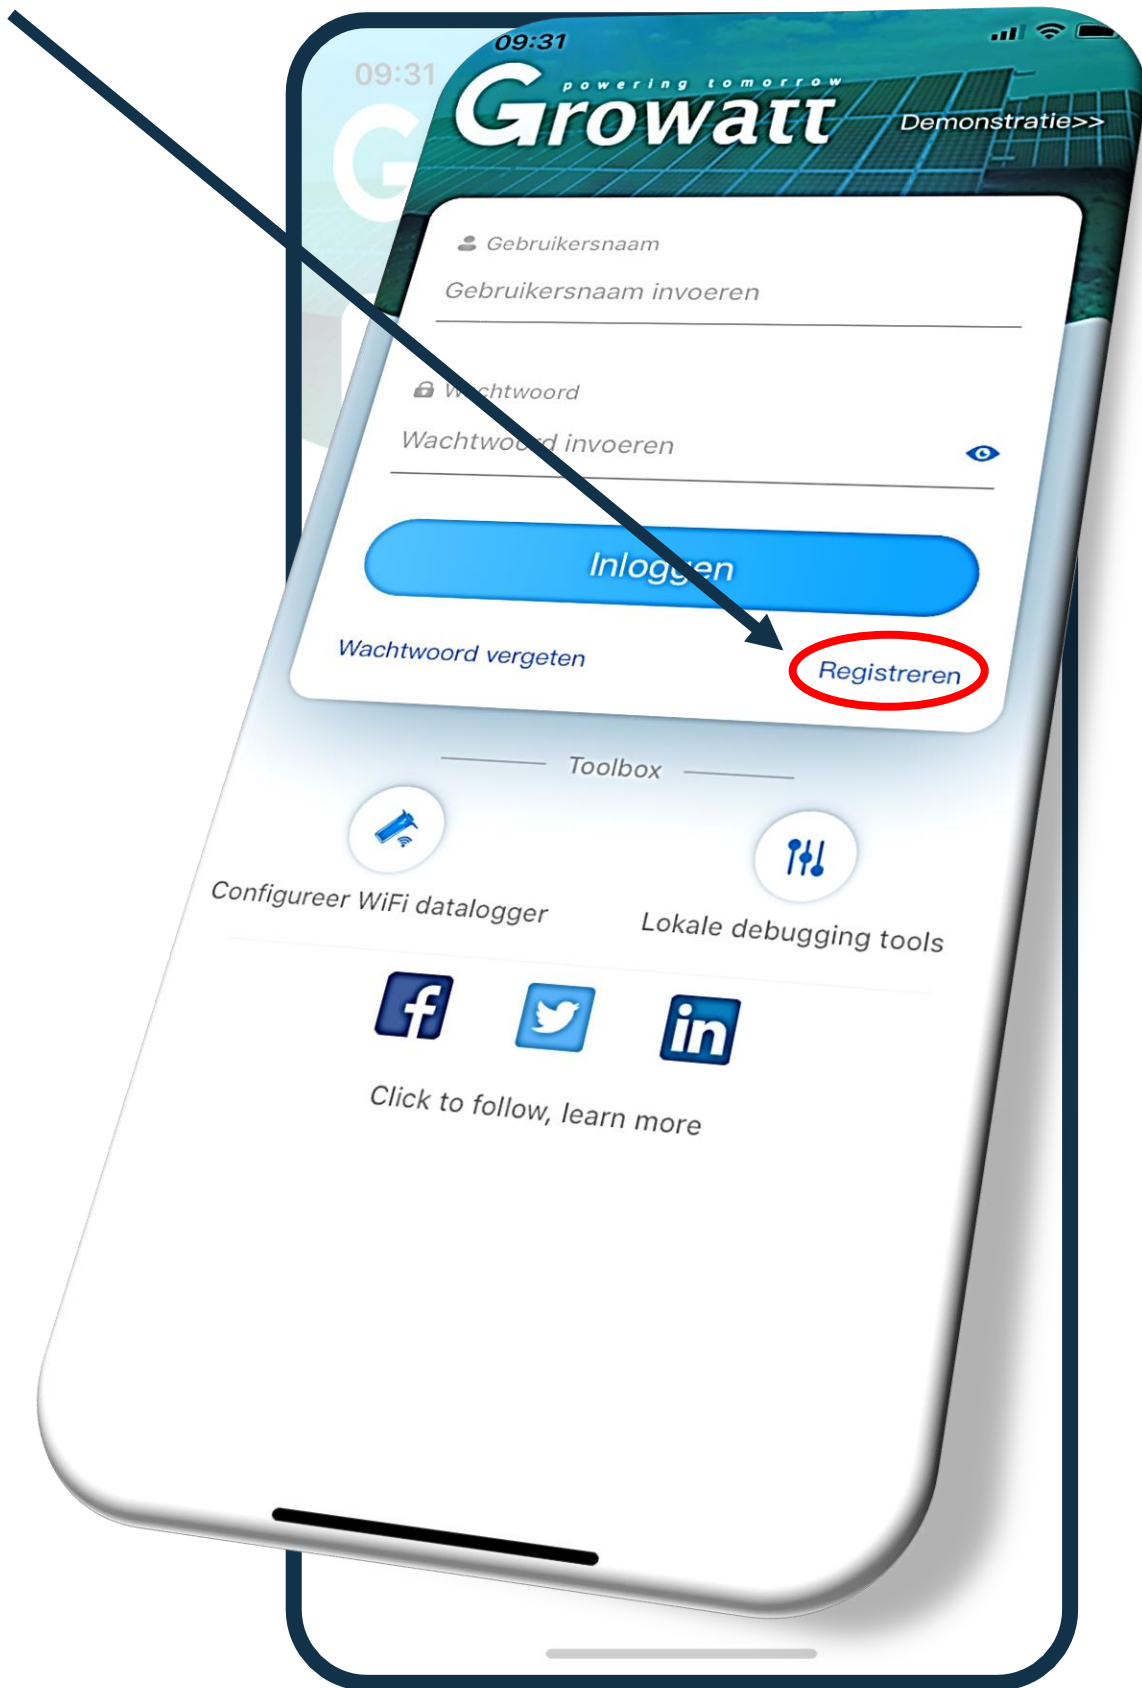 09:31
09:31
powering tomorrow
Growatt
G
Demonstratie>>
Gebruikersnaam
Gebruikersnaam invoeren
Wachtwoord
Wachtwoord invoeren
Inloggen
Wachtwoord vergeten
Registreren
Toolbox
Configureer WiFi datalogger
Lokale debugging tools
f
in
Click to follow, learn more